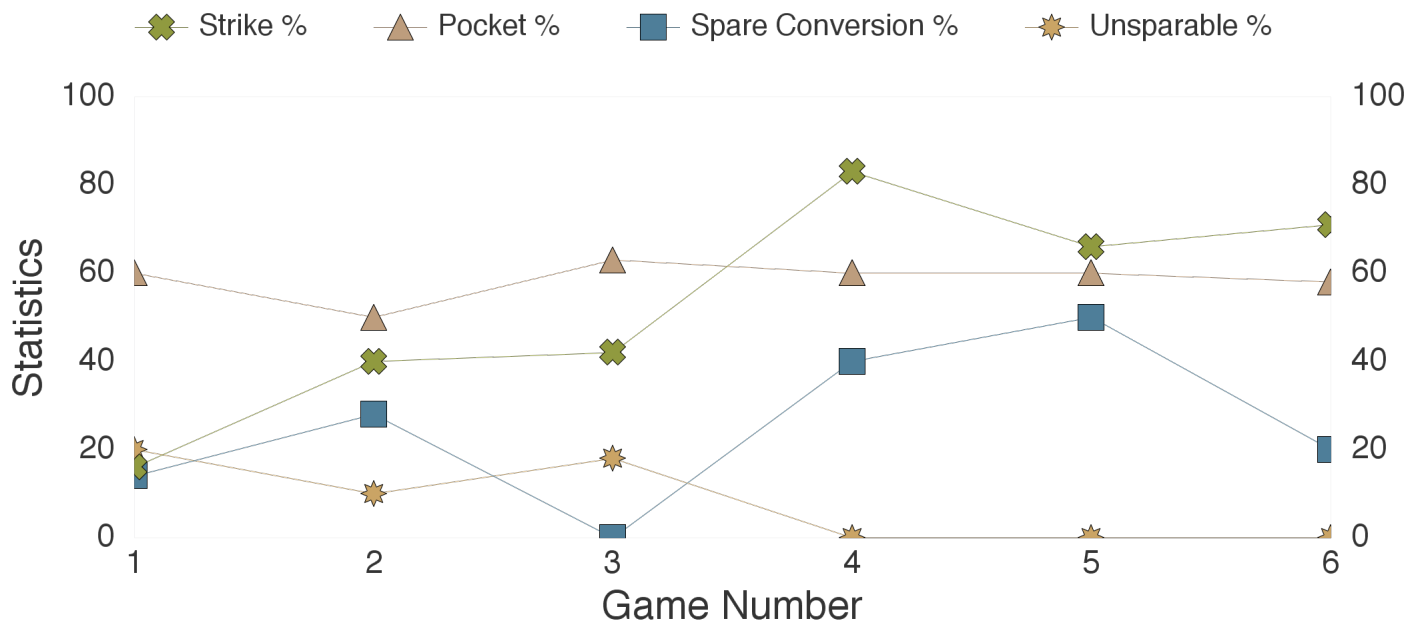 Strike % Pocket % Spare Conversion % Unsparable %
100 100
80 80
60 60
40 40
20 20
0 0
Statistics
1 2 3 4 5 6
Game Number